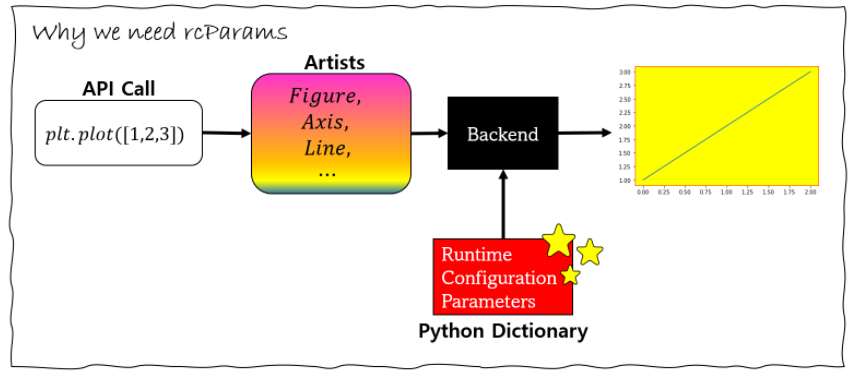 Why we need rcParams
Artists
API Call
plt.plot([1,2,3])
Figure,
Axis,
Line,
...
Backend
Runtime
Configuration
Parameters
Python Dictionary
3.00
2.75
2.50
2.25
2.00
1.75
1.50
1.25
1.00
0.00 0.25 0.50 0.75 1.00 1.25 1.50 1.75 2.00